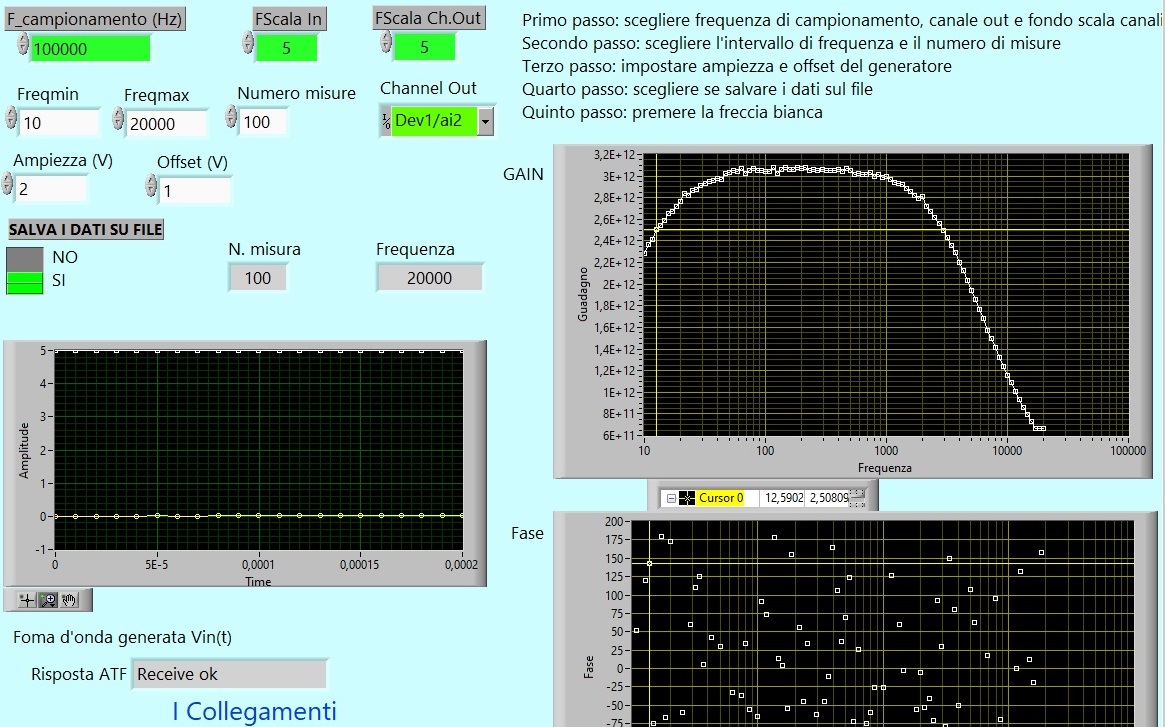 F_campionamento (Hz)
100000
FScala In
5
FScala Ch.Out
5
Freqmin
10
Freqmax
20000
Numero misure
100
Channel Out
Dev1/ai2
Ampiezza (V)
2
Offset (V)
1
SALVA I DATI SU FILE
NO
SI
N. misura
100
Frequenza
20000
Primo passo: scegliere frequenza di campionamento, canale out e fondo scala canali
Secondo passo: scegliere l'intervallo di frequenza e il numero di misure
Terzo passo: impostare ampiezza e offset del generatore
Quarto passo: scegliere se salvare i dati sul file
Quinto passo: premere la freccia bianca
GAIN
Guadagno
3,2E+12
3E+12
2,8E+12
2,6E+12
2,4E+12
2,2E+12
2E+12
1,8E+12
1,6E+12
1,4E+12
1,2E+12
1E+12
8E+11
6E+11
10 100 1000 10000 100000
Frequenza
Cursor 0 12,5902 2,50809
Amplitude
5
4
3
2
1
0
-1
0 5E-5 0,0001 0,00015 0,0002
Time
Foma d'onda generata Vin(t)
Risposta ATF Receive ok
I Collegamenti
Fase
Fase
200
175
150
125
100
75
50
25
0
-25
-50
-75